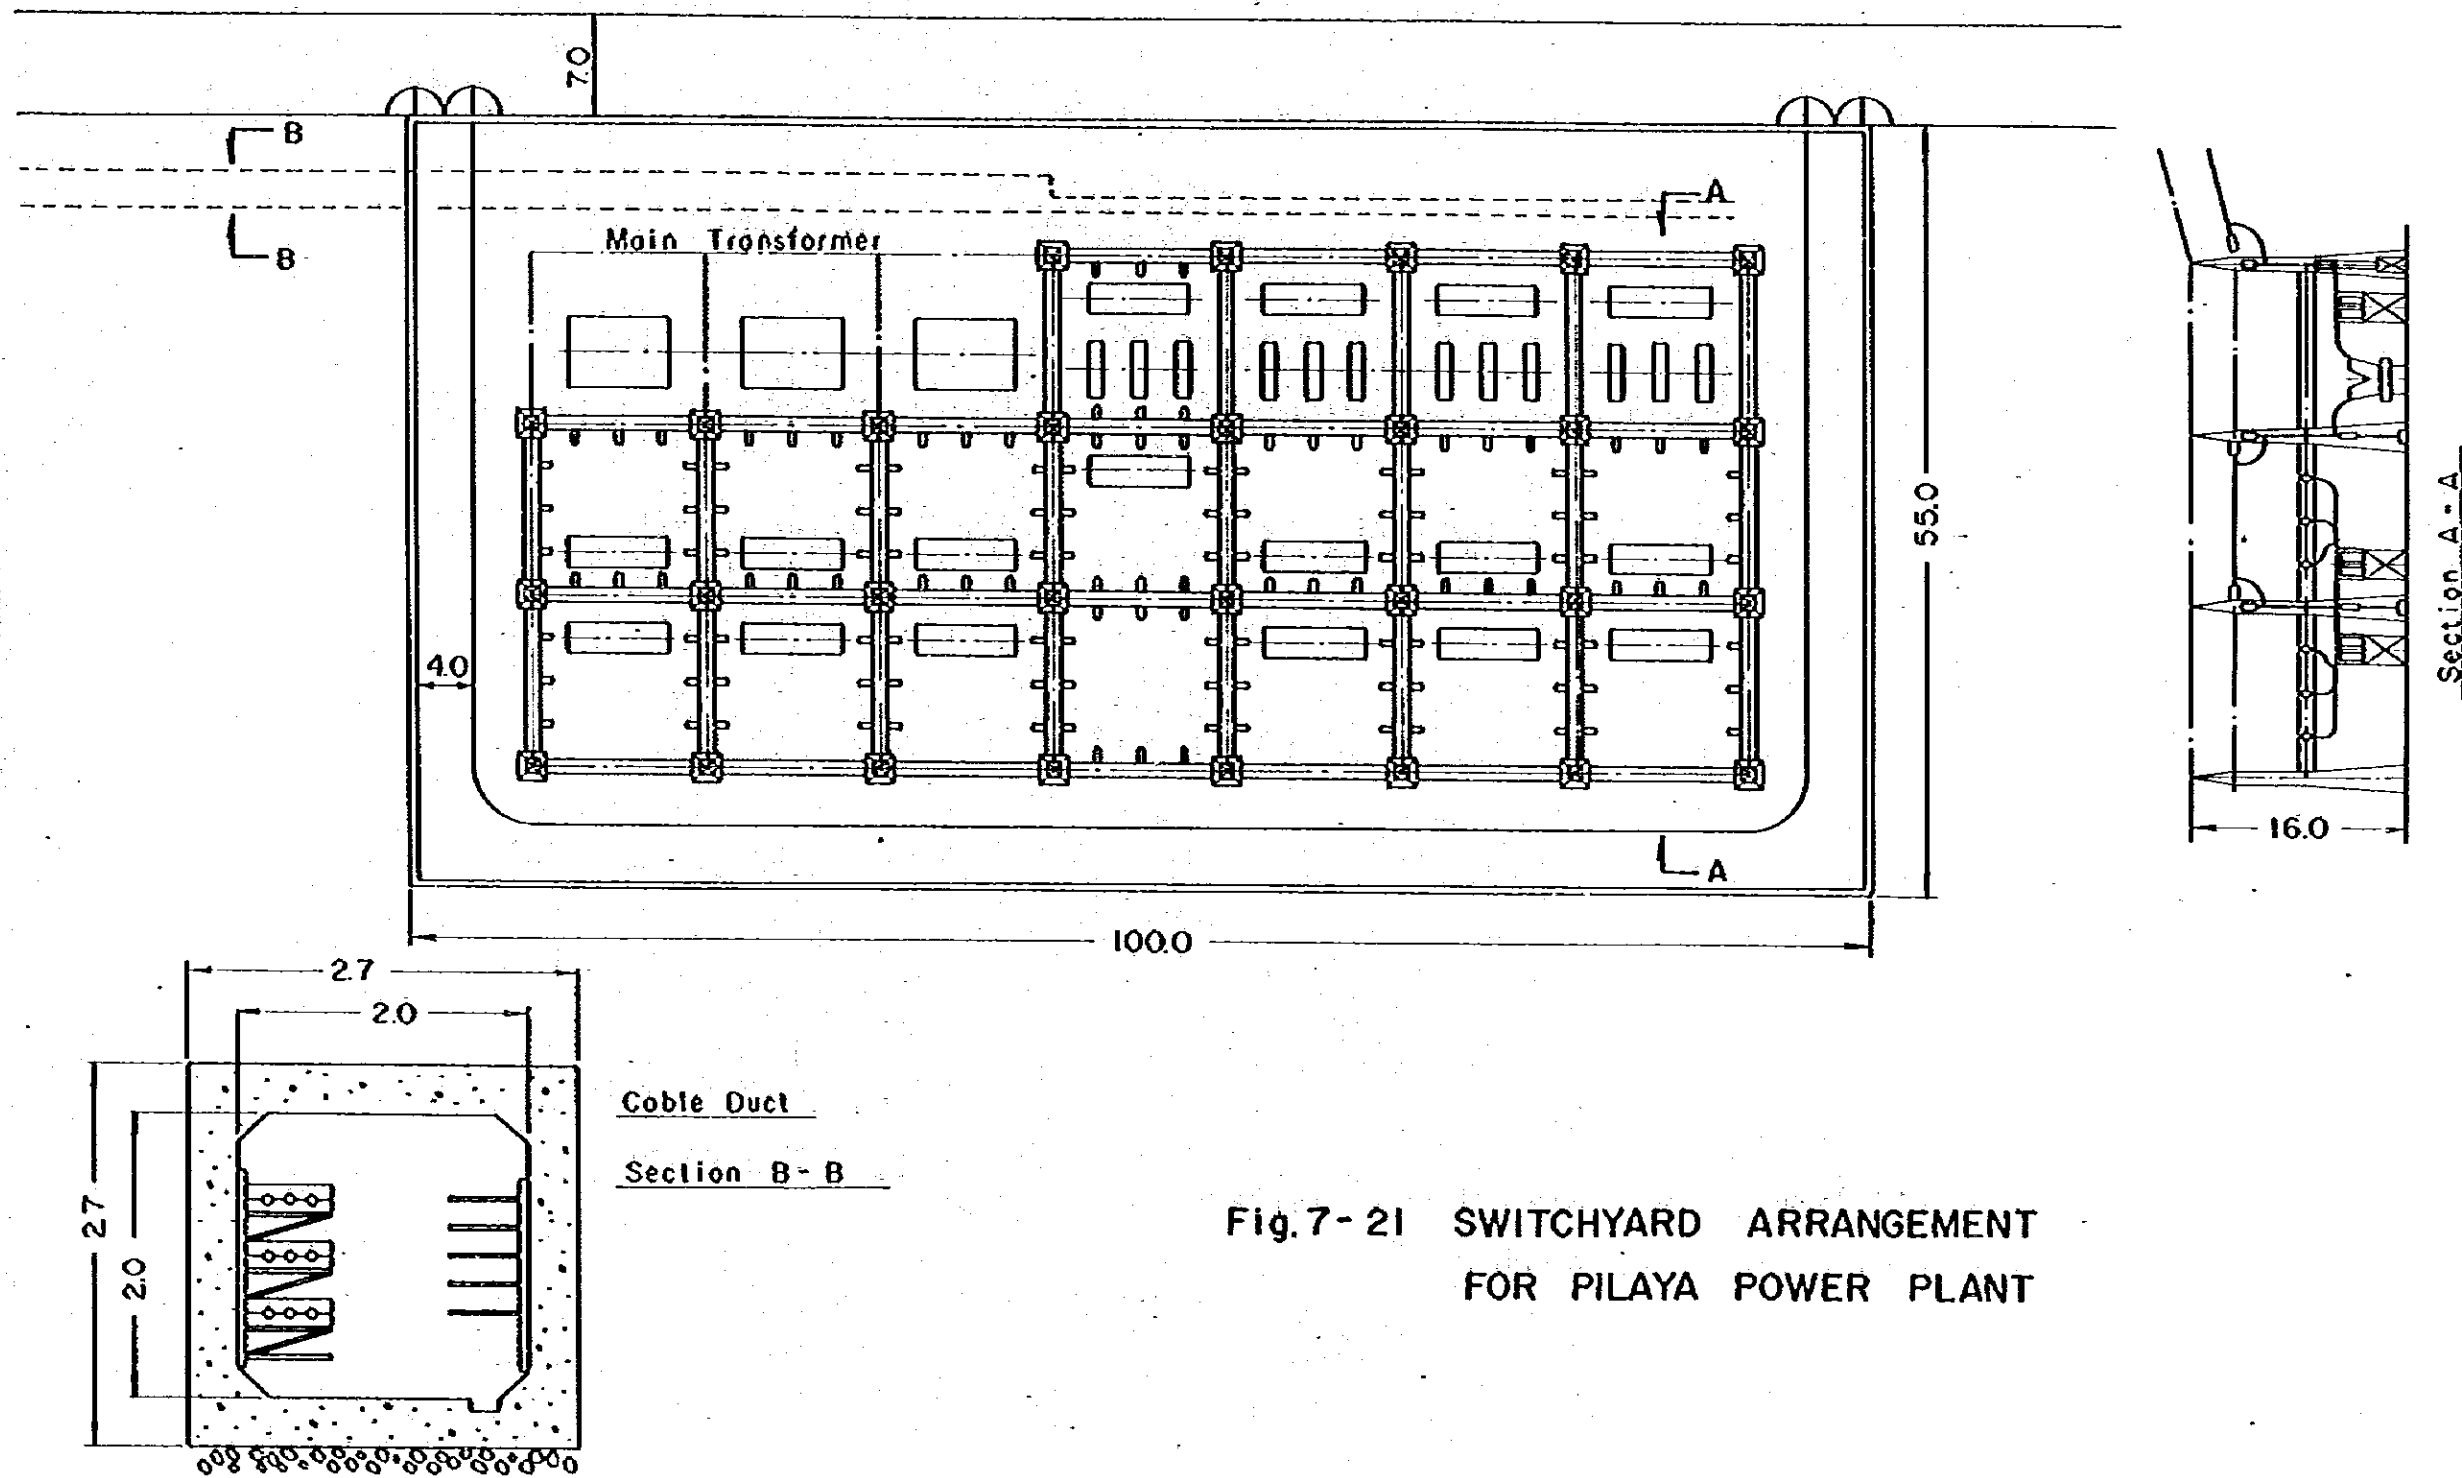 7.0
B
B
A
Main Transformer
4.0
55.0
A
100.0
16.0
Section A-A
2.7
2.0
2.7
2.0
Cable Duct
Section B-B
Fig. 7-21 SWITCHYARD ARRANGEMENT
FOR PILAYA POWER PLANT